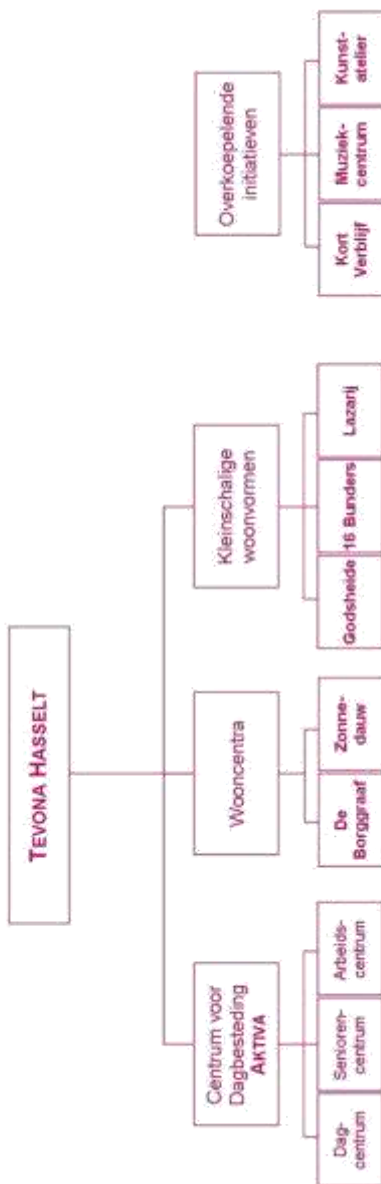 TEVONA HASSELT
Centrum voor
Dagbesteding
AKTIVA
Wooncentra
Kleinschalige
woonvormen
Overkoepelende
initiatieven
Dag-
centrum
Senioren-
centrum
Arbeids-
centrum
De
Borggraaf
Zonne-
dauw
Godsheide
16 Bunders
Lazarij
Kort
Verblijf
Muziek-
centrum
Kunst-
atelier